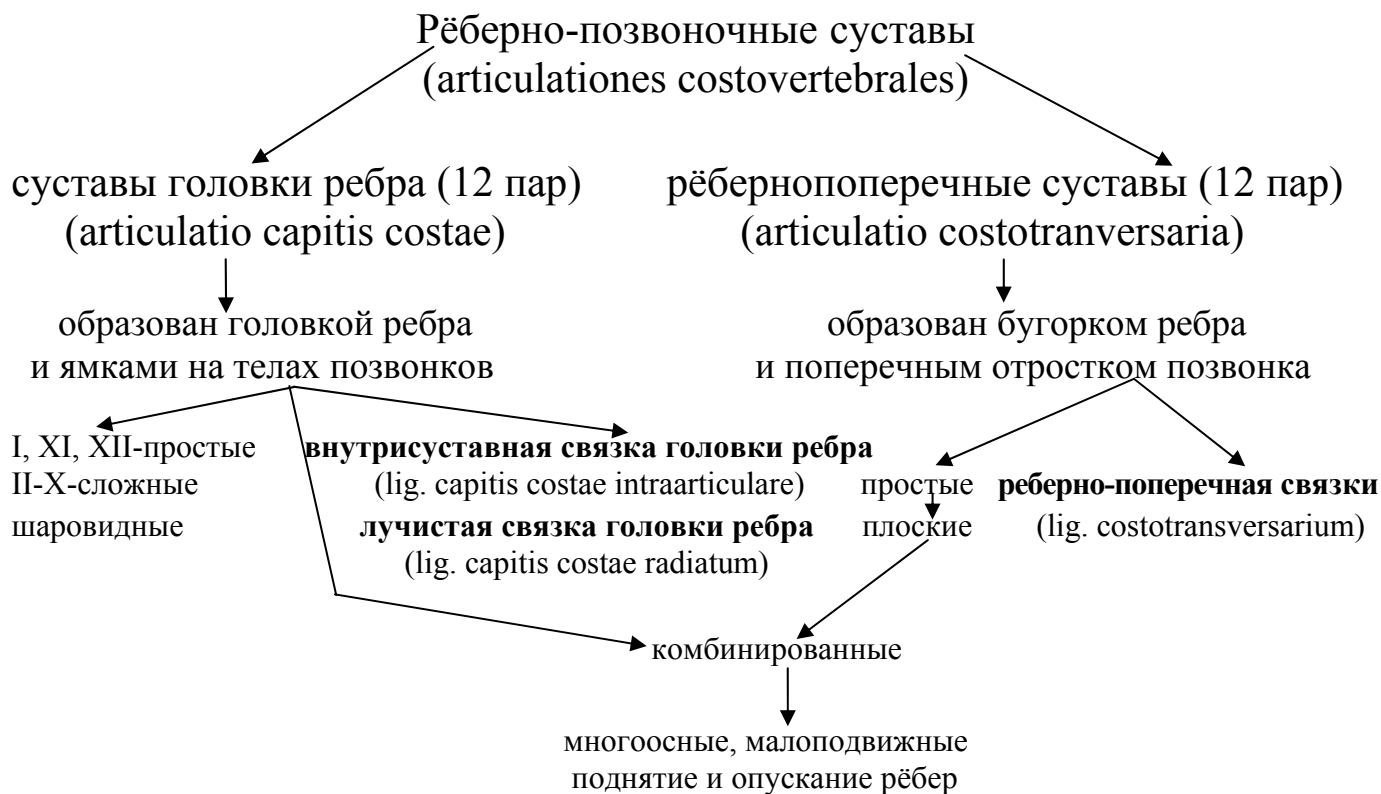 Рёберно-позвоночные суставы
(articulationes costovertebrales)
суставы головки ребра (12 пар)
(articulatio capitis costae)
рёбернопоперечные суставы (12 пар)
(articulatio costotranversaria)
образован головкой ребра
и ямками на телах позвонков
образован бугорком ребра
и поперечным отростком позвонка
I, XI, XII-простые
II-X-сложные
шаровидные
внутрисуставная связка головки ребра
(lig. capitis costae intraarticulare)
лучистая связка головки ребра
(lig. capitis costae radiatum)
простые
плоские
реберно-поперечная связки
(lig. costotransversarium)
комбинированные
многоосные, малоподвижные
поднятие и опускание рёбер